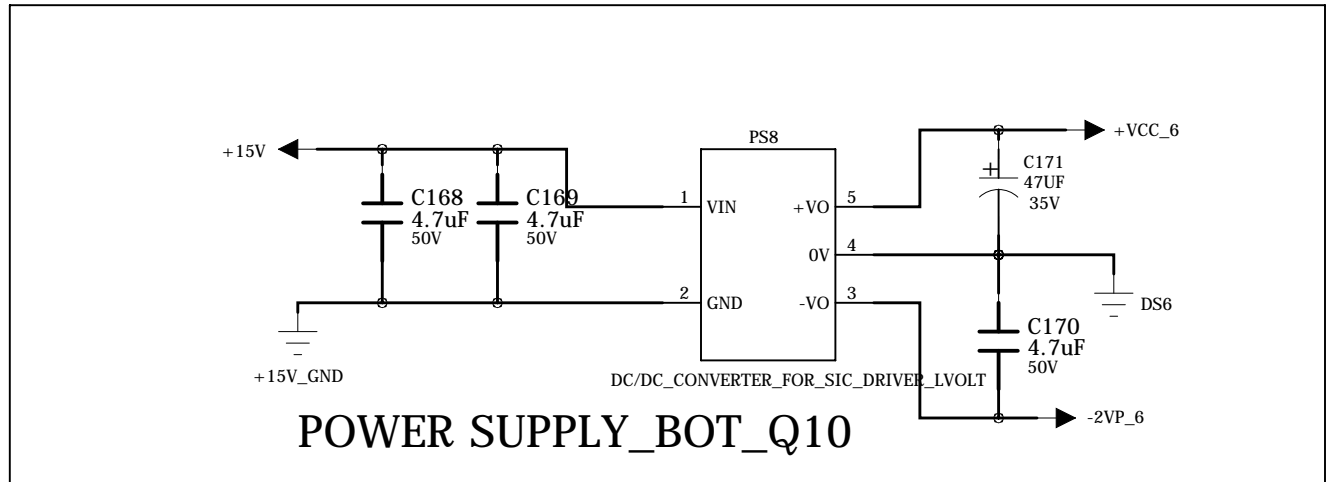 PS8
+15V
+VCC_6
C171
47UF
35V
C168
4.7uF
50V
C169
4.7uF
50V
1
VIN
+VO
5
0V
4
2
GND
-VO
3
DS6
C170
4.7uF
50V
+15V_GND
DC/DC_CONVERTER_FOR_SIC_DRIVER_LVOLT
-2VP_6
POWER SUPPLY_BOT_Q10